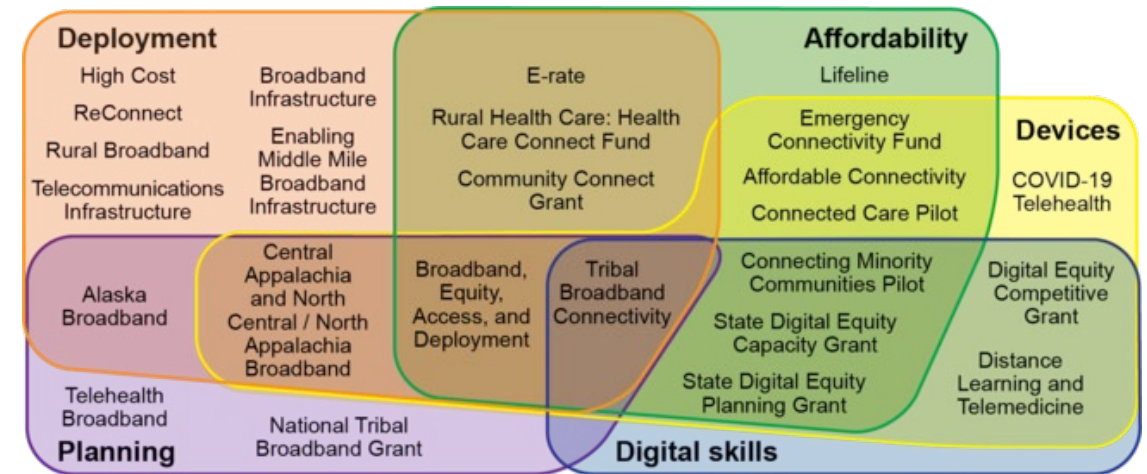 Deployment
High Cost
ReConnect
Rural Broadband
Telecommunications
Infrastructure
Broadband
Infrastructure
Enabling
Middle Mile
Broadband
Infrastructure
E-rate
Rural Health Care: Health
Care Connect Fund
Community Connect
Grant
Affordability
Lifeline
Emergency
Connectivity Fund
Affordable Connectivity
Connected Care Pilot
Devices
COVID-19
Telehealth
Alaska
Broadband
Central
Appalachia
and North
Central / North
Appalachia
Broadband
Broadband,
Equity,
Access, and
Deployment
Tribal
Broadband
Connectivity
Connecting Minority
Communities Pilot
State Digital Equity
Capacity Grant
State Digital Equity
Planning Grant
Digital Equity
Competitive
Grant
Distance
Learning and
Telemedicine
Telehealth
Broadband
National Tribal
Broadband Grant
Planning
Digital skills